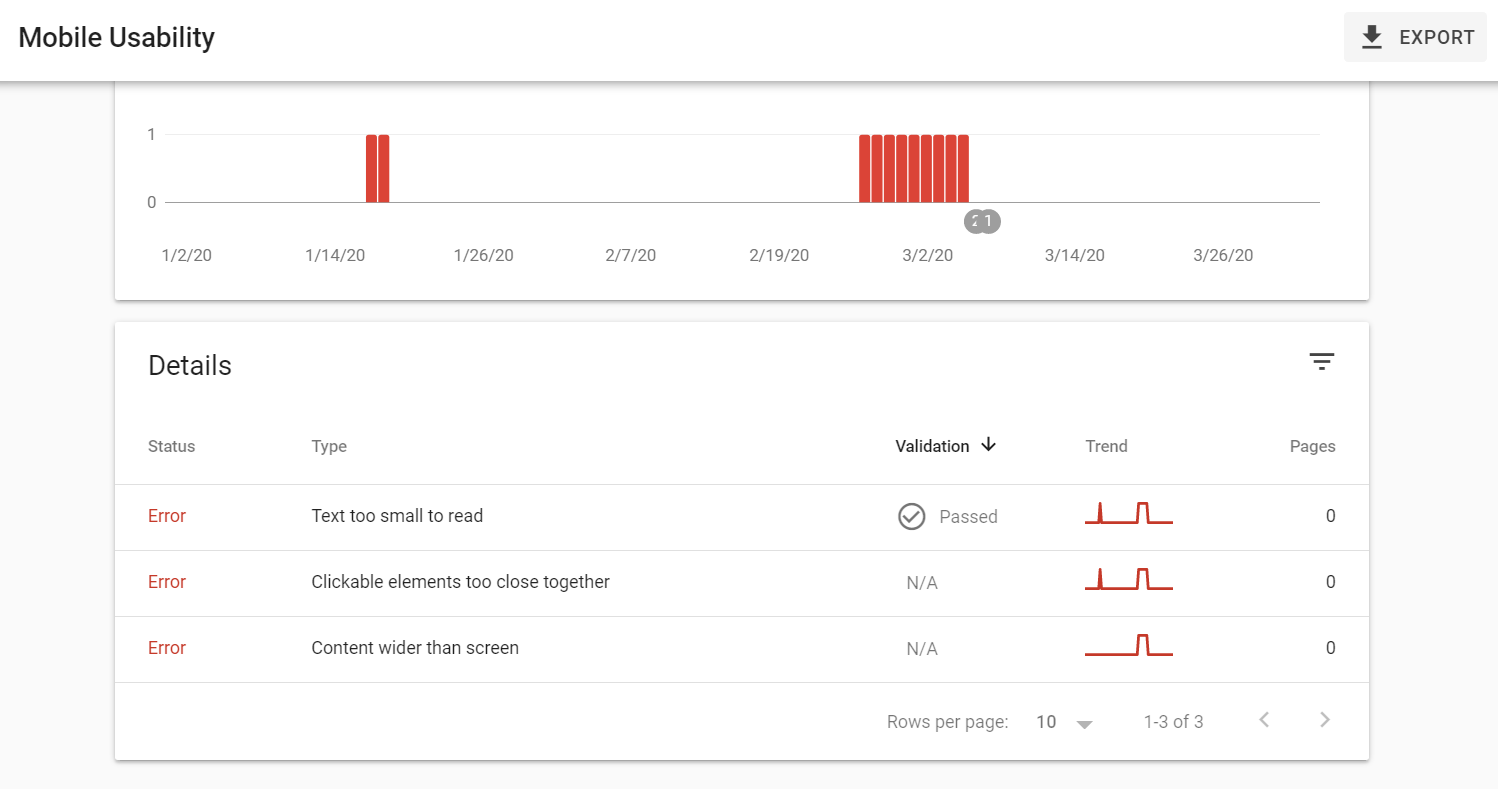 Mobile Usability
EXPORT
1
0
1
1/2/20 1/14/20 1/26/20 2/7/20 2/19/20 3/2/20 3/14/20 3/26/20
Details
Status Type Validation Trend Pages
Error Text too small to read Passed 0
Error Clickable elements too close together N/A 0
Error Content wider than screen N/A 0
Rows per page: 10 1-3 of 3